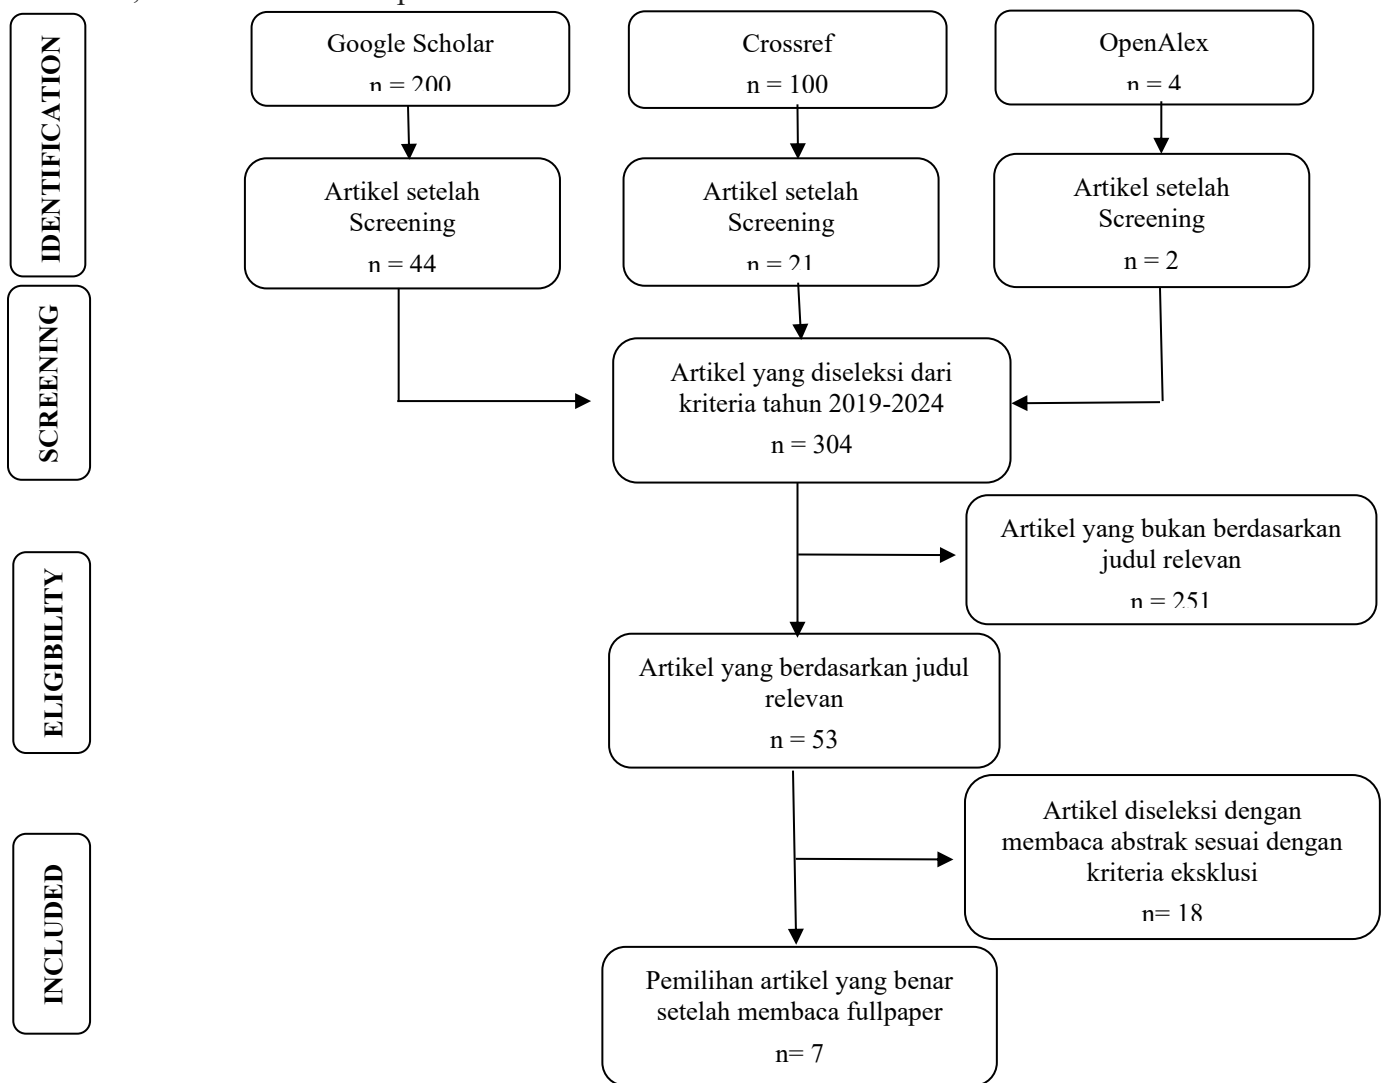 IDENTIFICATION
Google Scholar
n = 200
Crossref
n = 100
OpenAlex
n = 4
Artikel setelah
Screening
n = 44
Artikel setelah
Screening
n = 21
Artikel setelah
Screening
n = 2
SCREENING
Artikel yang diseleksi dari
kriteria tahun 2019-2024
n = 304
Artikel yang bukan berdasarkan
judul relevan
n = 251
ELIGIBILITY
Artikel yang berdasarkan judul
relevan
n = 53
Artikel diseleksi dengan
membaca abstrak sesuai dengan
kriteria eksklusi
n= 18
INCLUDED
Pemilihan artikel yang benar
setelah membaca fullpaper
n= 7